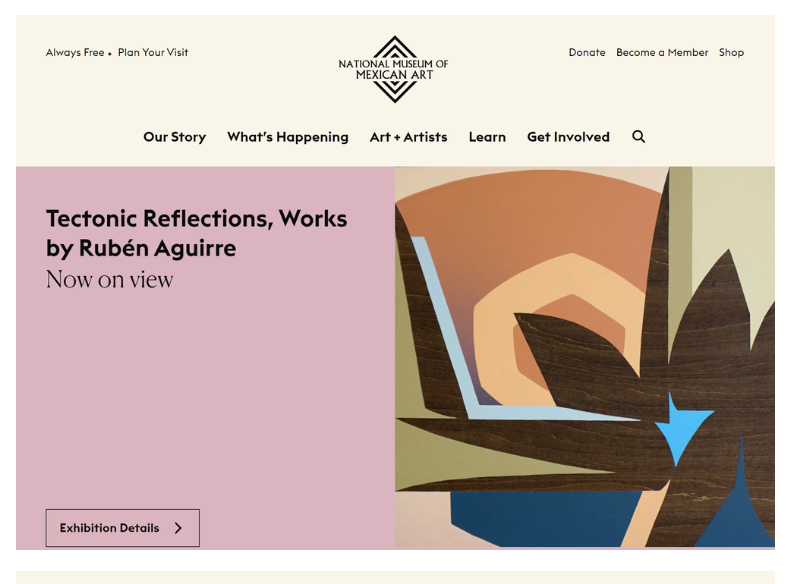 Always Free • Plan Your Visit
NATIONAL MUSEUM OF
MEXICAN ART
Donate Become a Member Shop
Our Story What's Happening Art + Artists Learn Get Involved
Tectonic Reflections, Works
by Rubén Aguirre
Now on view
Exhibition Details